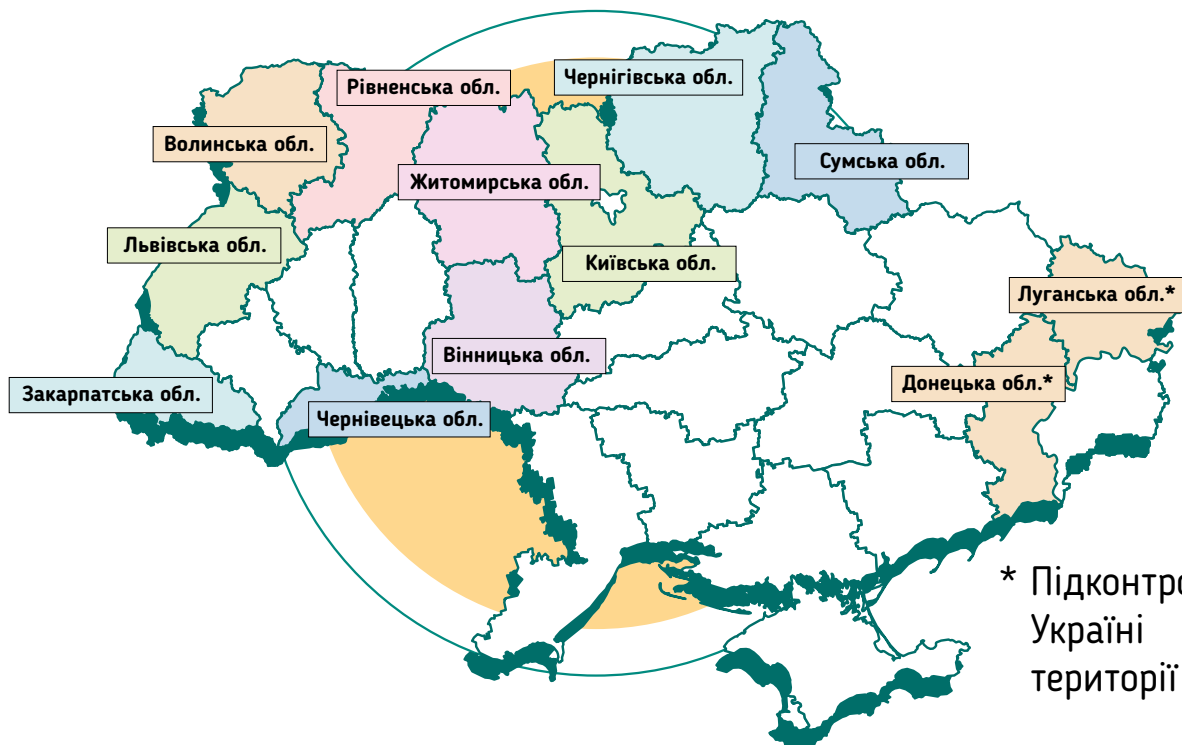 Рівненська обл.
Чернігівська обл.
Волинська обл.
Сумська обл.
Житомирська обл.
Львівська обл.
Київська обл.
Луганська обл.*
Вінницька обл.
Донецька обл.*
Закарпатська обл.
Чернівецька обл.
*
Україні
території